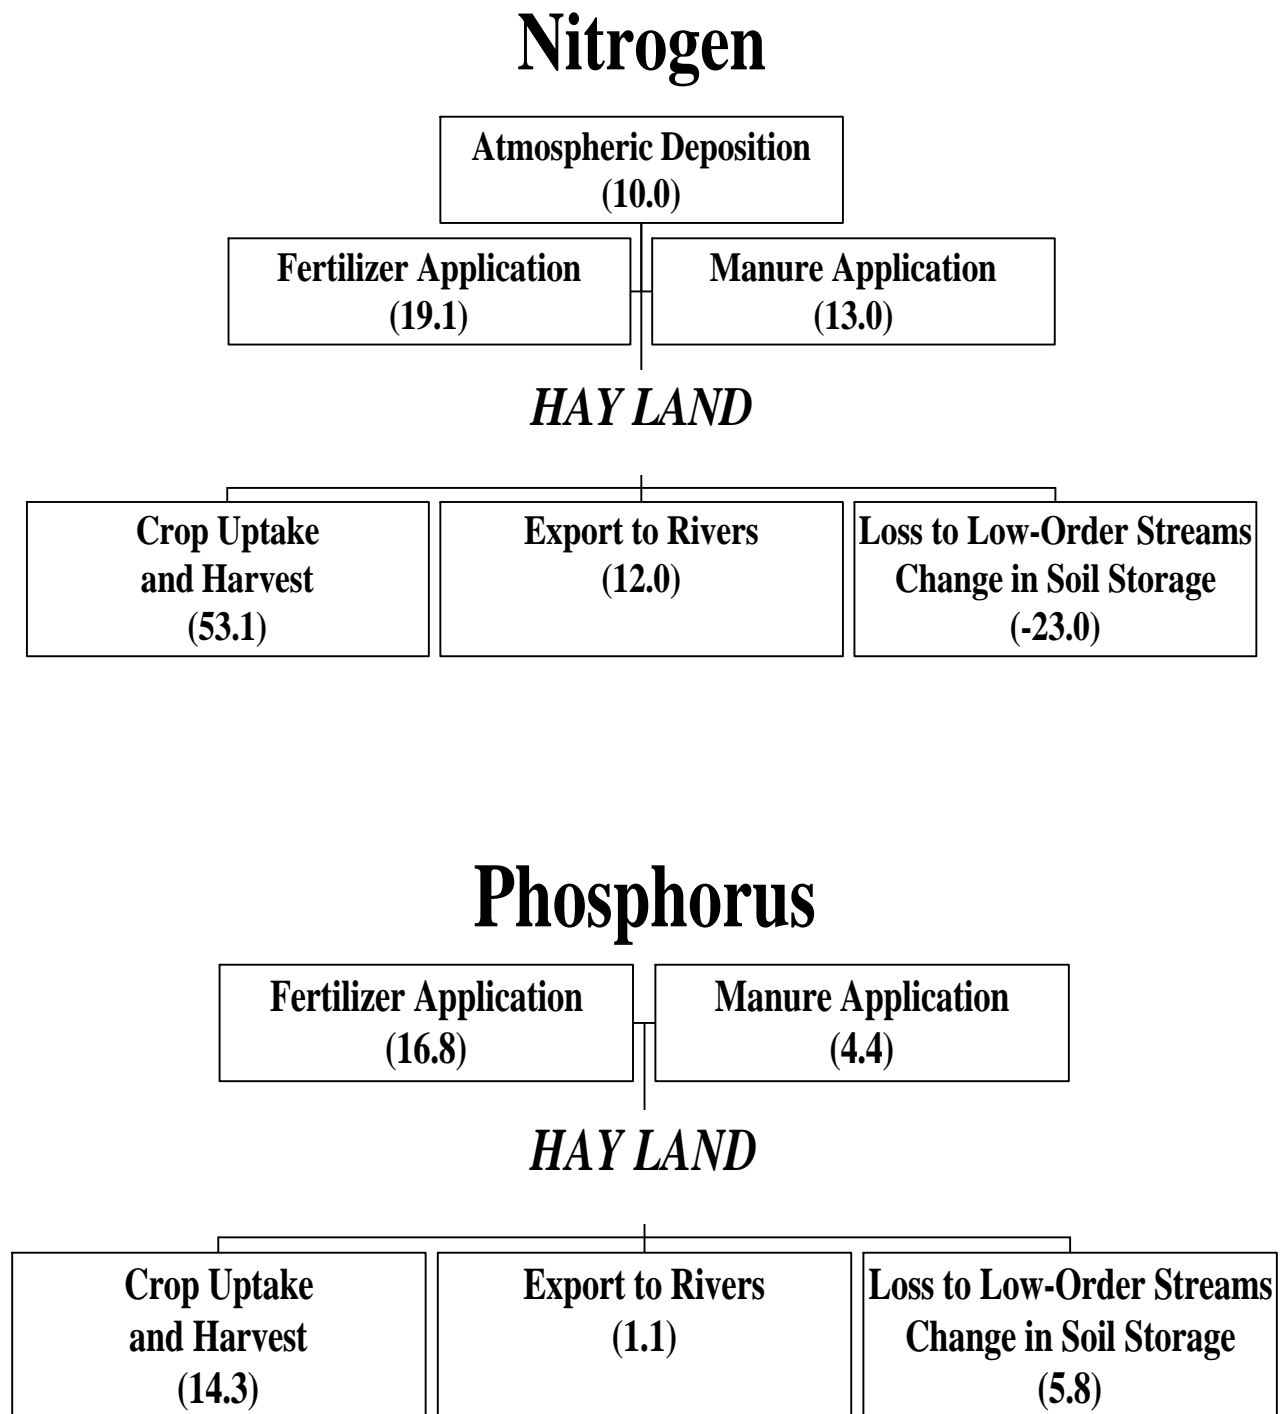 Nitrogen
Atmospheric Deposition
(10.0)
Fertilizer Application
(19.1)
Manure Application
(13.0)
HAY LAND
Crop Uptake
and Harvest
(53.1)
Export to Rivers
(12.0)
Loss to Low-Order Streams
Change in Soil Storage
(-23.0)
Phosphorus
Fertilizer Application
(16.8)
Manure Application
(4.4)
HAY LAND
Crop Uptake
and Harvest
(14.3)
Export to Rivers
(1.1)
Loss to Low-Order Streams
Change in Soil Storage
(5.8)